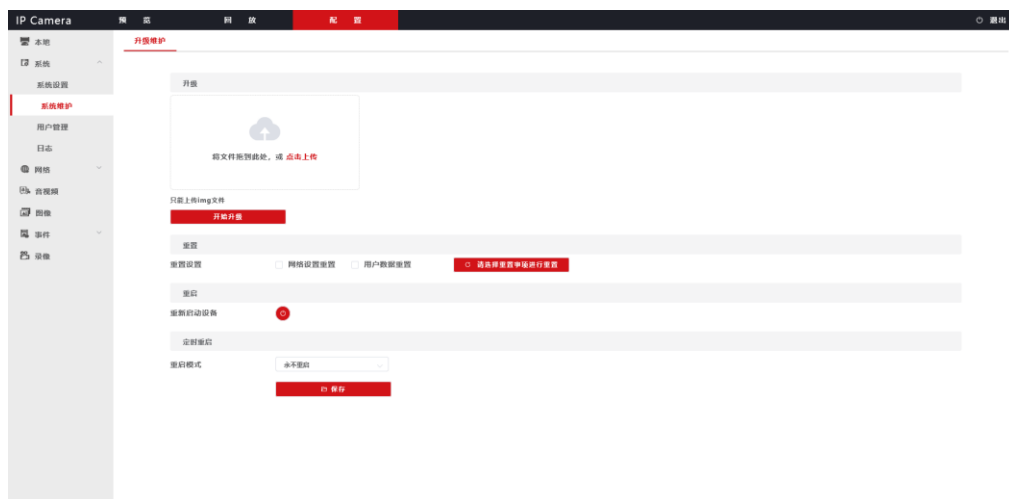 IP Camera 预 览 回 放 配 置 退出
本地
系统
系统设置
系统维护
用户管理
日志
网络
音视频
图像
事件
录像
升级维护
升级
将文件拖到此处，或 点击上传
只能上传img文件
开始升级
重置
重置设置 网络设置重置 用户数据重置 请选择重置事项进行重置
重启
重新启动设备
定时重启
重启模式 永不重启
保存